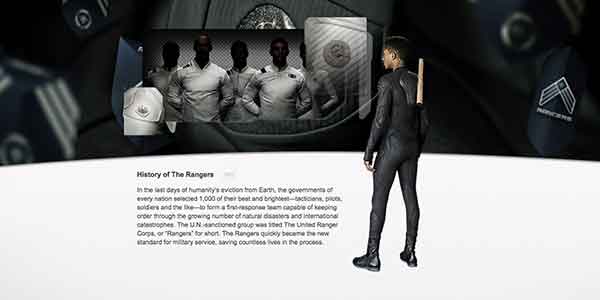 RANGERS
History of The Rangers
In the last days of humanity's eviction from Earth, the governments of
every nation selected 1,000 of their best and brightest—tacticians, pilots,
soldiers and the like—to form a first-response team capable of keeping
order through the growing number of natural disasters and international
catastrophes. The U.N.-sanctioned group was titled The United Ranger
Corps, or "Rangers" for short. The Rangers quickly became the new
standard for military service, saving countless lives in the process.